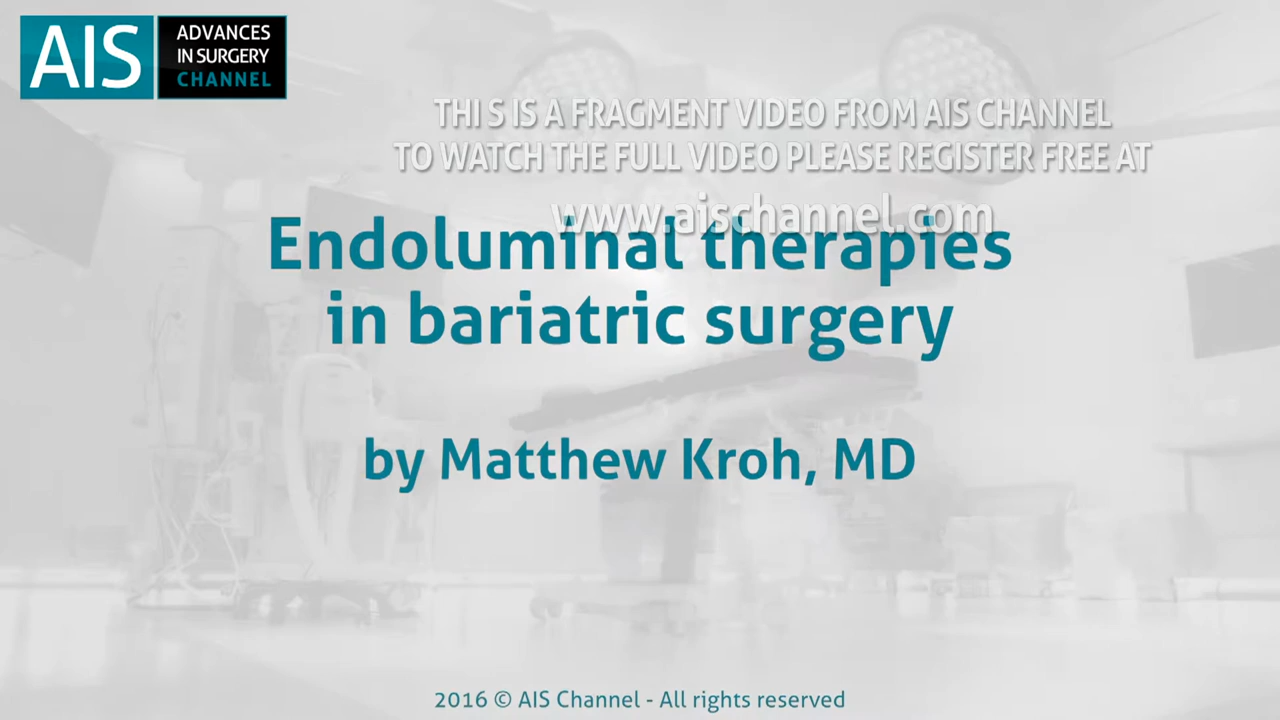 AIS
ADVANCES
IN SURGERY
CHANNEL
THI S IS A FRAGMENT VIDEO FROM AIS CHANNEL
TO WATCH THE FULL VIDEO PLEASE REGISTER FREE AT
www.aischannel.com
Endoluminal therapies
in bariatric surgery
by Matthew Kroh, MD
2016 © AIS Channel - All rights reserved